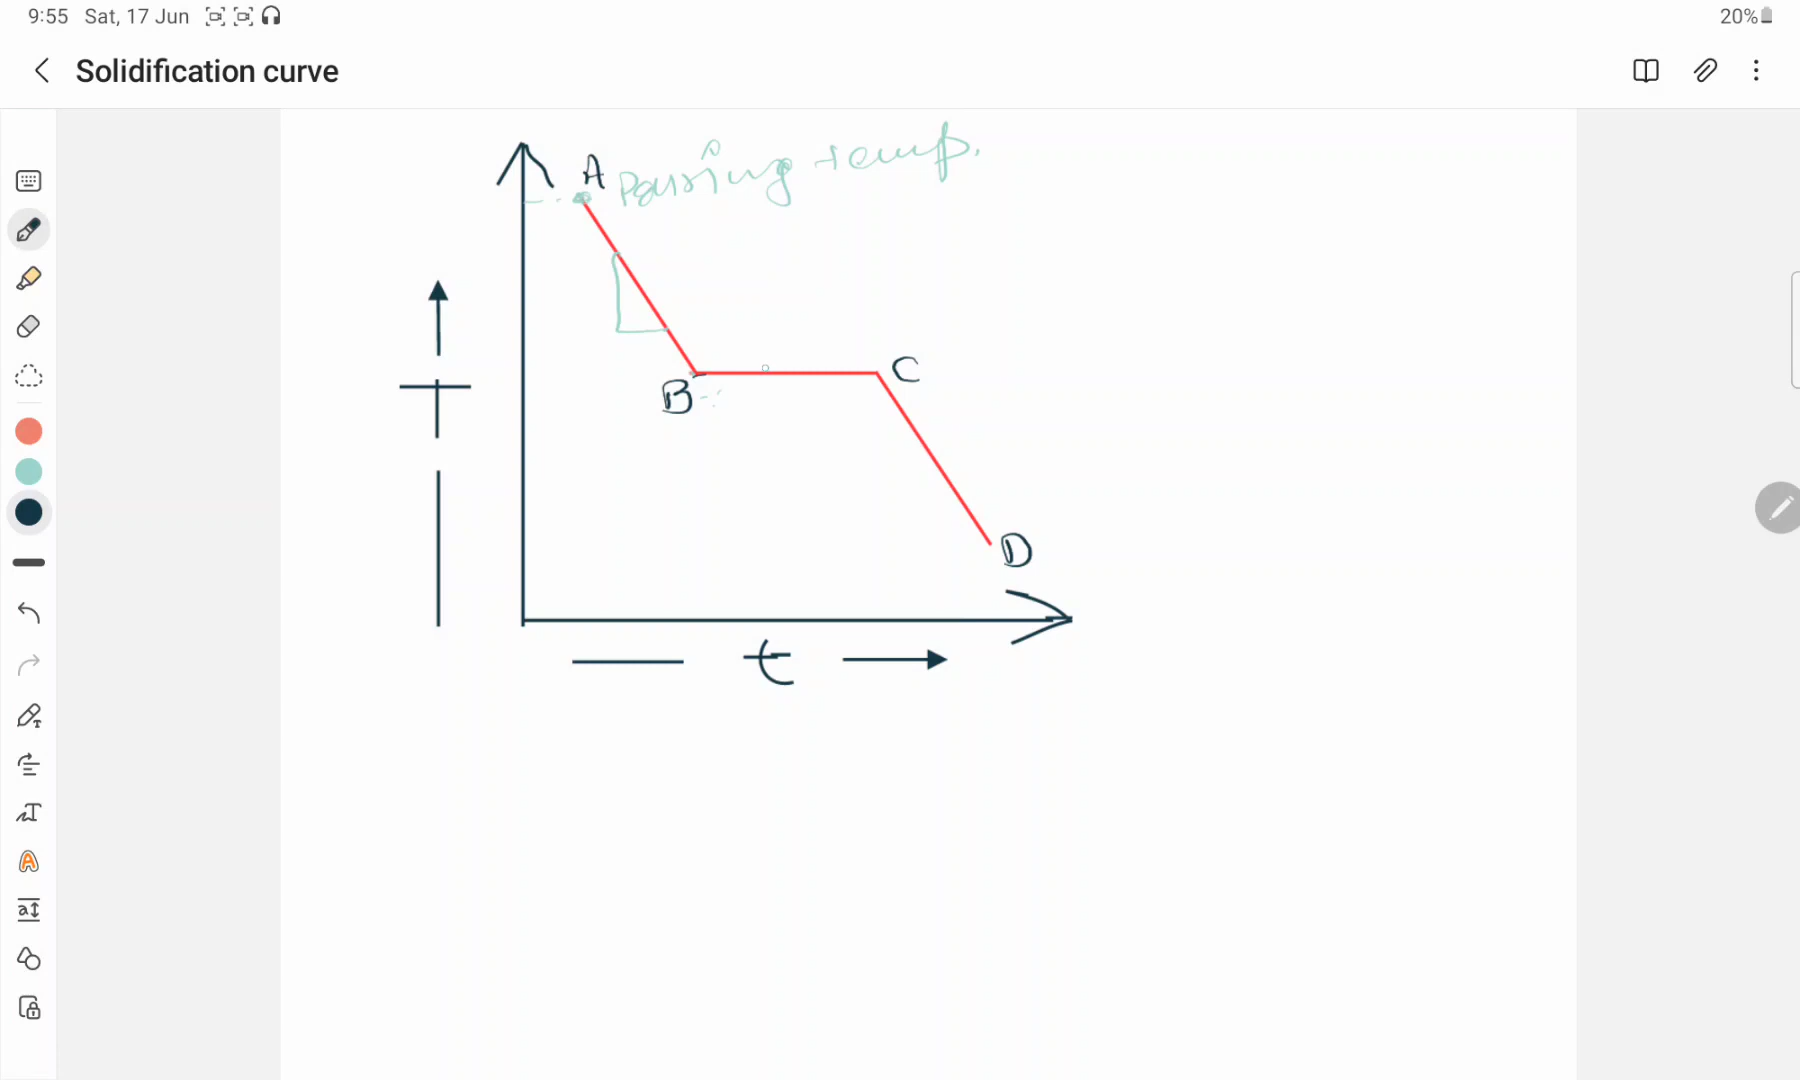 9:55 Sat, 17 Jun 20%
Solidification curve
A Pouring temp.
T
B
C
D
t